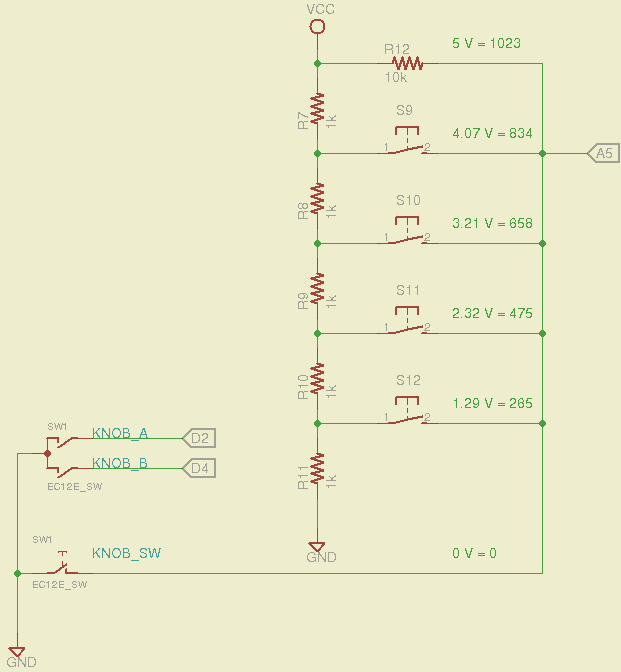 VCC
R12
10k
5 V = 1023
R7
1k
S9
1
2
4.07 V = 834
A5
R8
1k
S10
1
2
3.21 V = 658
R9
1k
S11
1
2
2.32 V = 475
R10
1k
S12
1
2
1.29 V = 265
SW1
KNOB_A
D2
KNOB_B
D4
EC12E_SW
R11
1k
SW1
KNOB_SW
EC12E_SW
GND
0 V = 0
GND